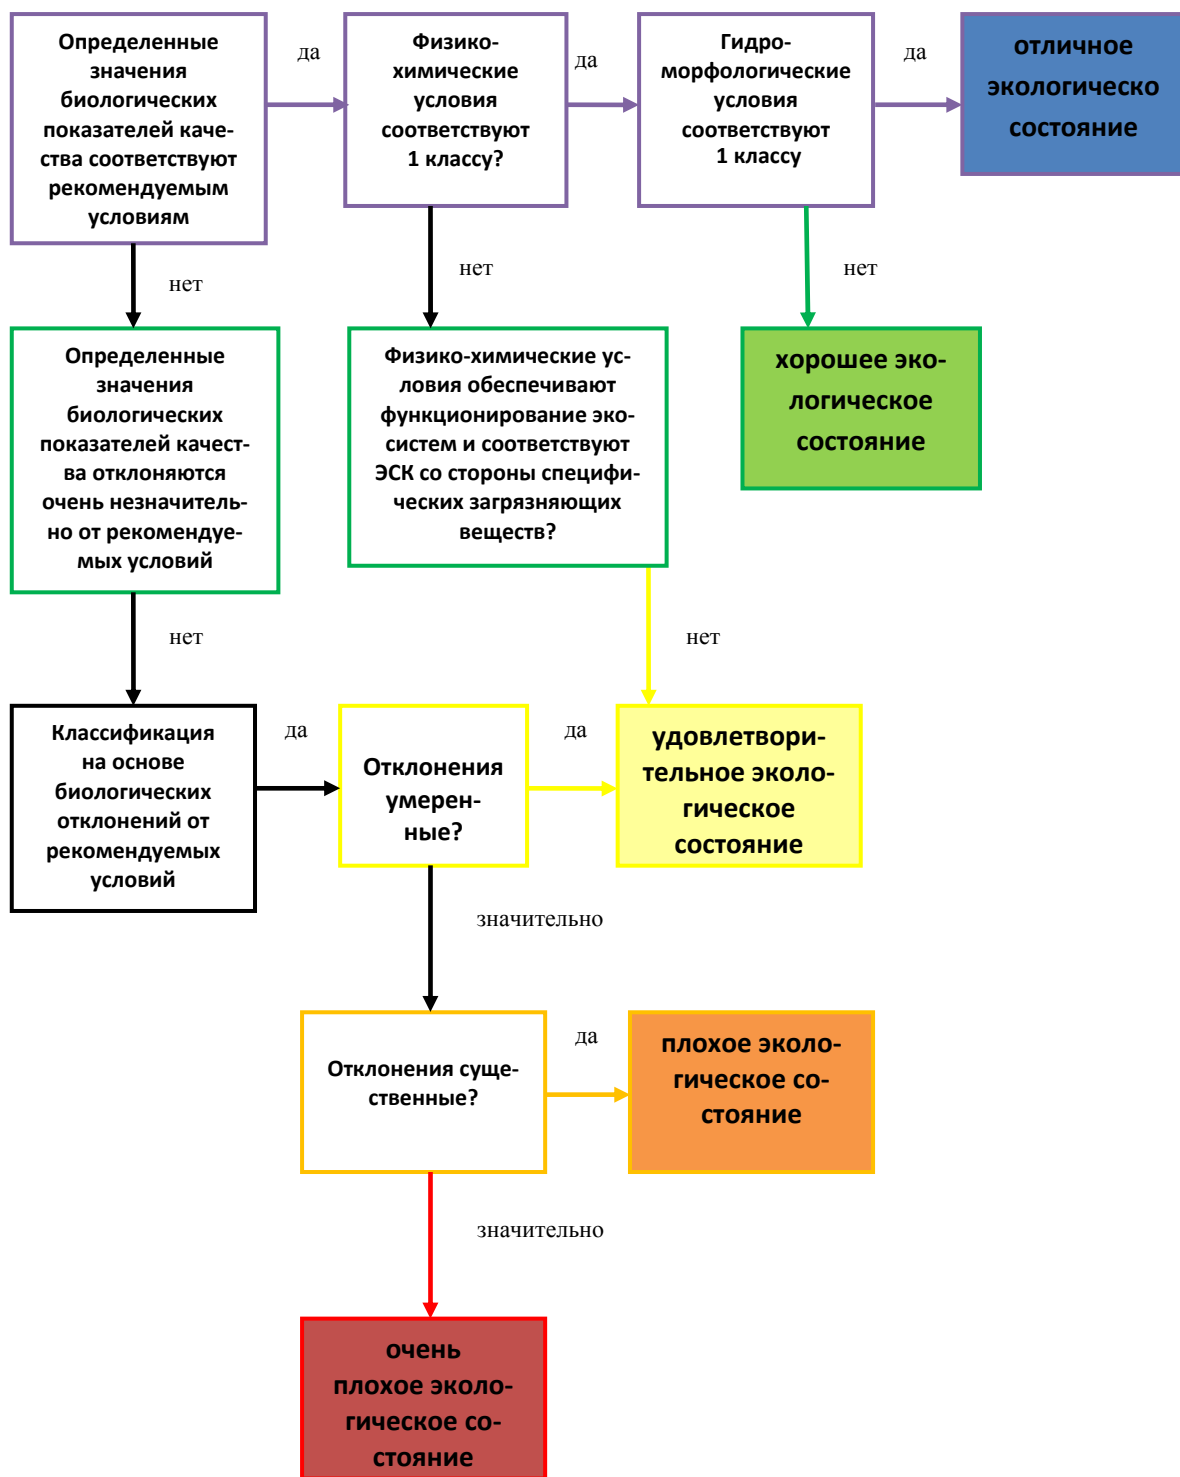 Определенные
значения
биологических
показателей каче-
ства соответствуют
рекомендуемым
условиям
да
Физико-
химические
условия
соответствуют
1 классу?
да
Гидро-
морфологические
условия
соответствуют
1 классу
да
отличное
экологическо
состояние
нет
нет
нет
Определенные
значения
биологических
показателей качест-
ва отклоняются
очень незначитель-
но от рекомендуе-
мых условий
Физико-химические ус-
ловия обеспечивают
функционирование эко-
систем и соответствуют
ЭСК со стороны специфи-
ческих загрязняющих
веществ?
хорошее эко-
логическое
состояние
нет
нет
Классификация
на основе
биологических
отклонений от
рекомендуемых
условий
да
Отклонения
умерен-
ные?
да
удовлетвори-
тельное эколо-
гическое
состояние
значительно
Отклонения суще-
ственные?
да
плохое эколо-
гическое со-
стояние
значительно
очень
плохое эколо-
гическое со-
стояние